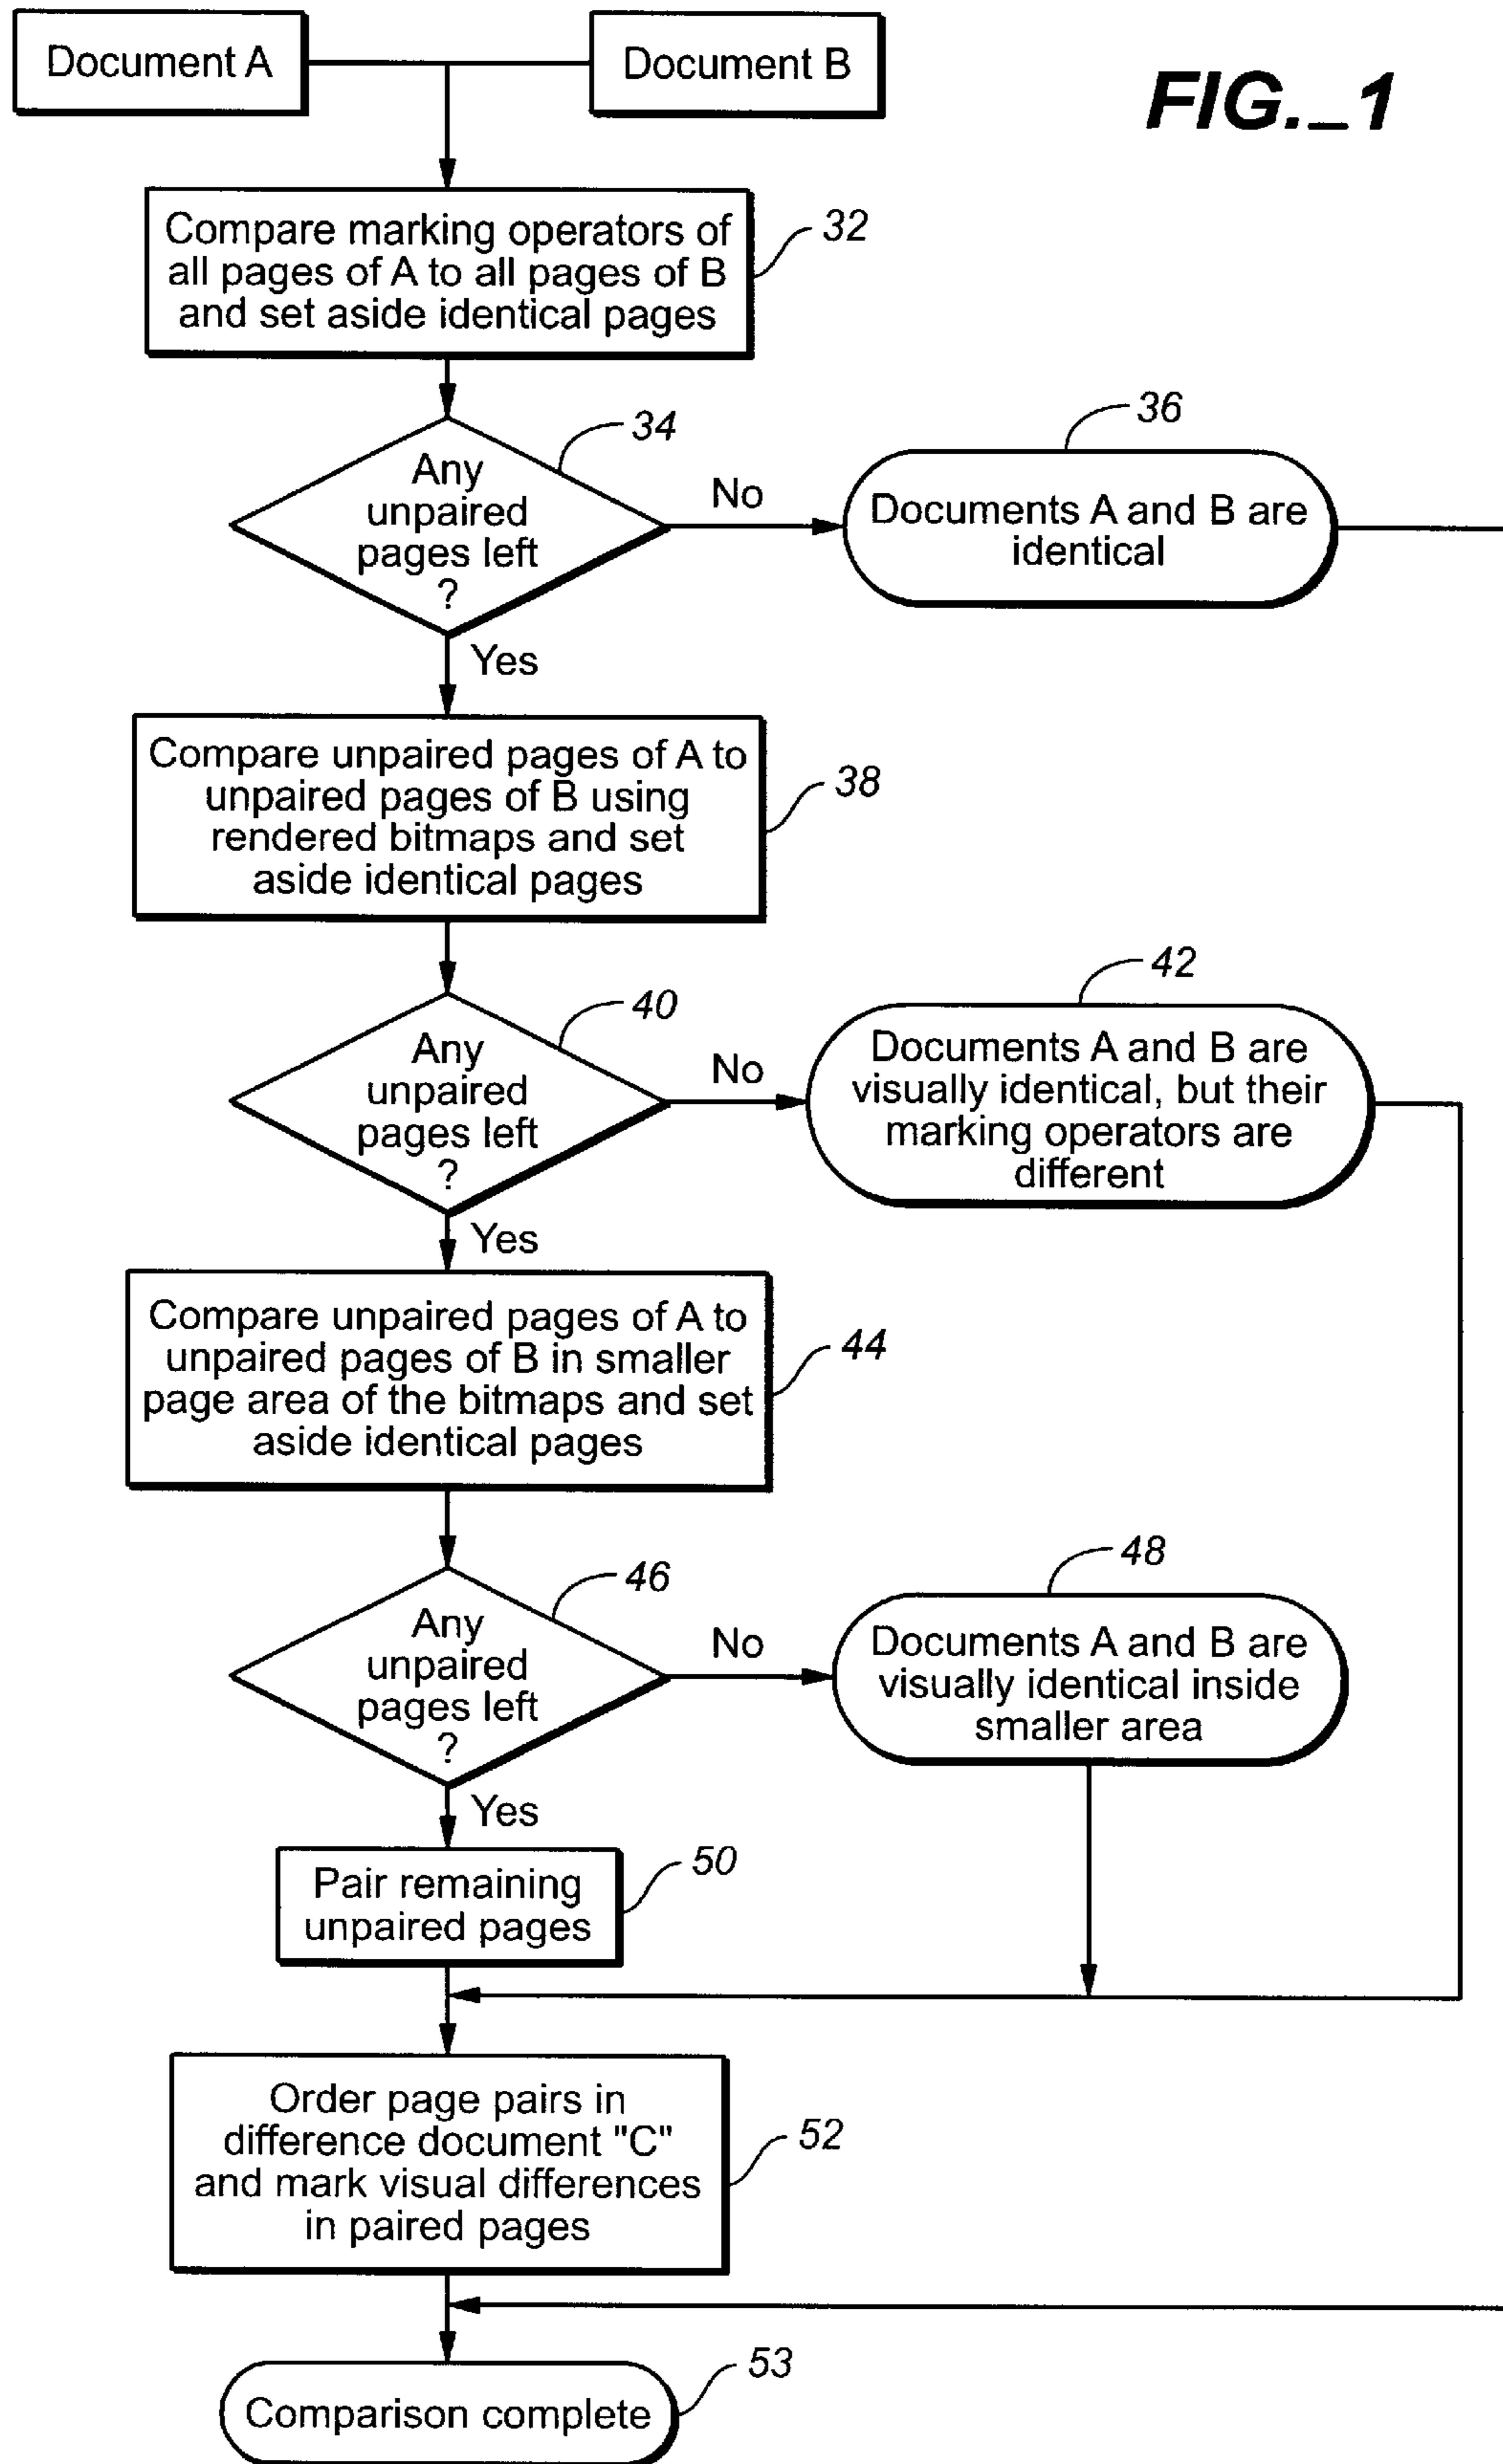 Document A
Document B
FIG._1
Compare marking operators of
all pages of A to all pages of B
and set aside identical pages
32
Any
unpaired
pages left
?
34
No
Documents A and B are
identical
36
Yes
Compare unpaired pages of A to
unpaired pages of B using
rendered bitmaps and set
aside identical pages
38
Any
unpaired
pages left
?
40
No
Documents A and B are
visually identical, but their
marking operators are
different
42
Yes
Compare unpaired pages of A to
unpaired pages of B in smaller
page area of the bitmaps and set
aside identical pages
44
Any
unpaired
pages left
?
46
No
Documents A and B are
visually identical inside
smaller area
48
Yes
Pair remaining
unpaired pages
50
Order page pairs in
difference document "C"
and mark visual differences
in paired pages
52
Comparison complete
53